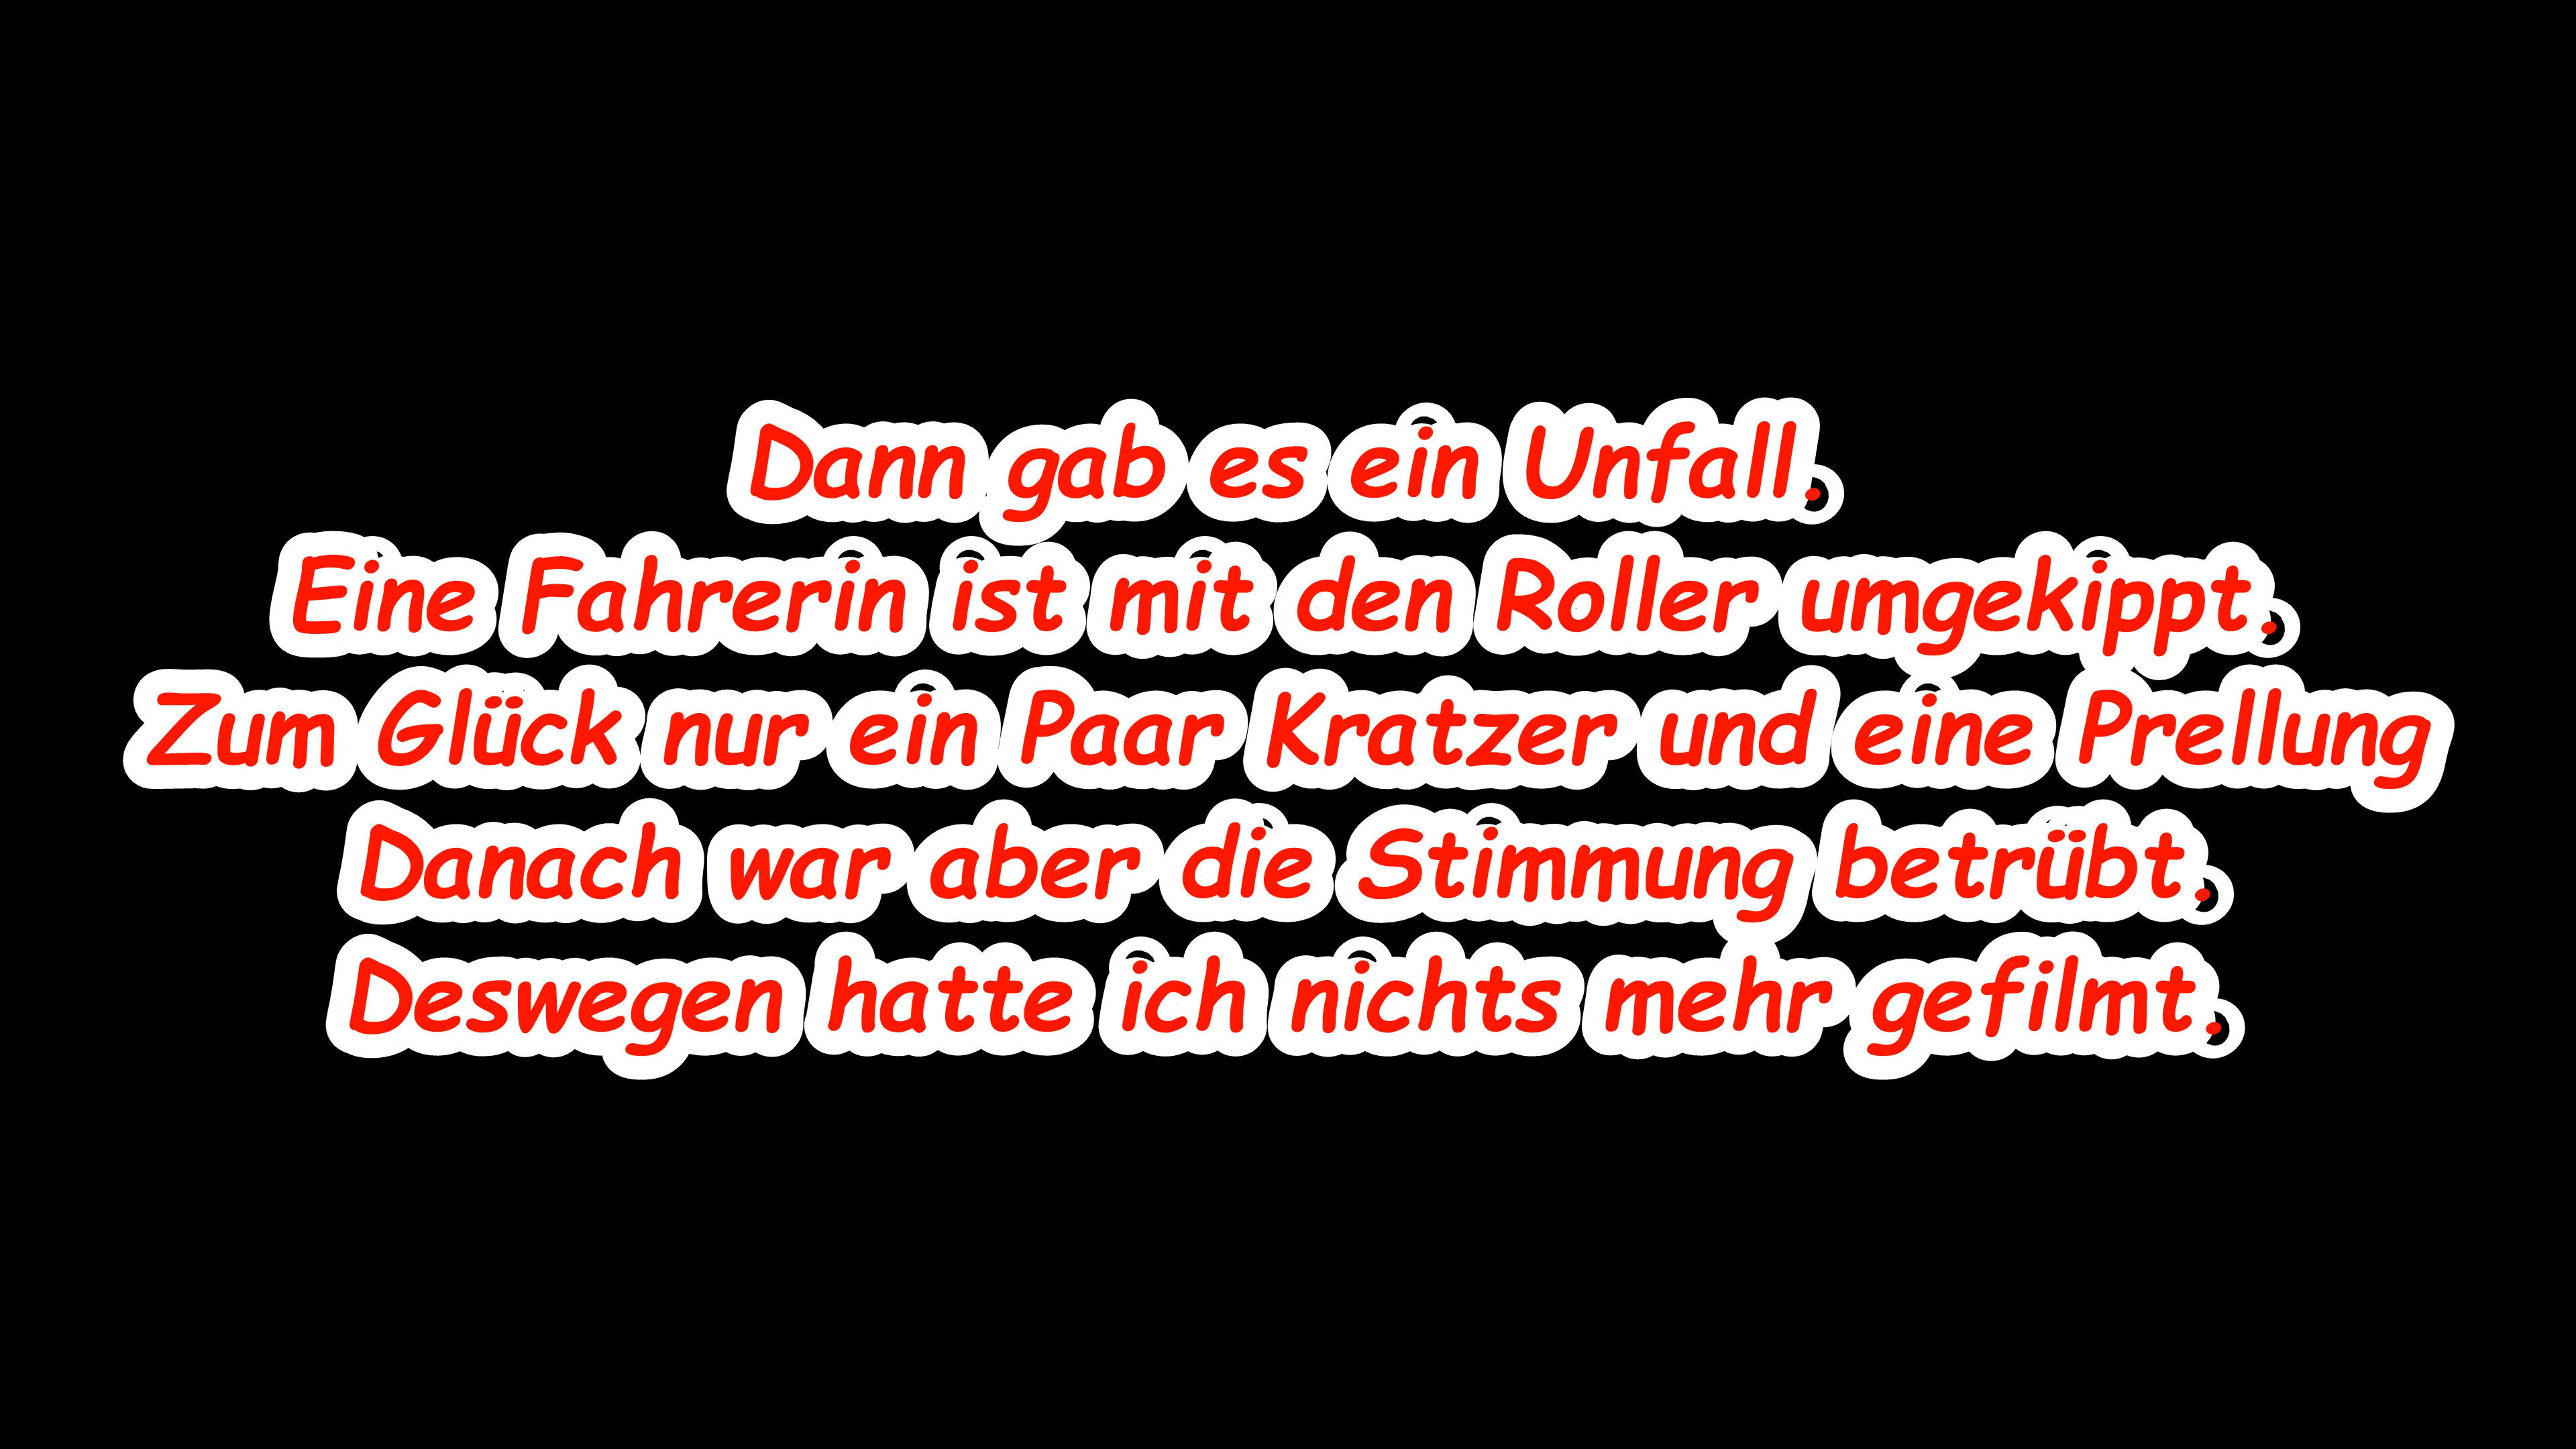 Dann gab es ein Unfall.
Eine Fahrerin ist mit den Roller umgekippt.
Zum Glück nur ein Paar Kratzer und eine Prellung
Danach war aber die Stimmung betrübt.
Deswegen hatte ich nichts mehr gefilmt.